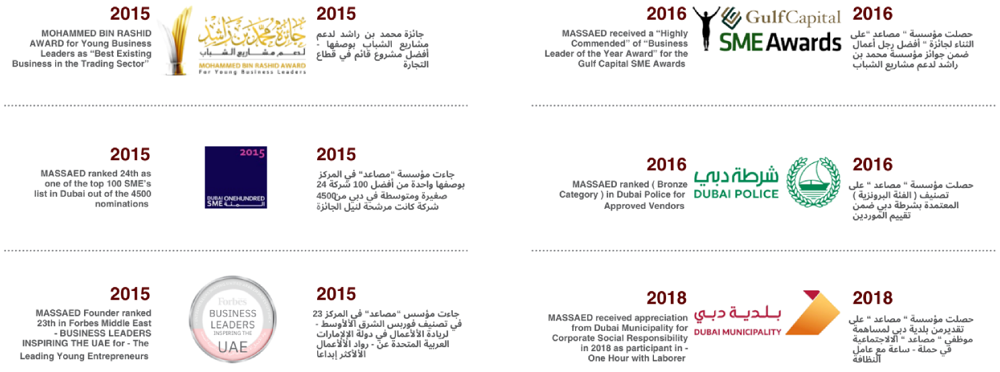 2015
MOHAMMED BIN RASHID
AWARD for Young Business
Leaders as “Best Existing
Business in the Trading Sector”
جائزة محمد بن راشد
لدعم مشاريع الشباب
MOHAMMED BIN RASHID AWARD
For Young Business Leaders
2015
جائزة محمد بن راشد لدعم
مشاريع الشباب بوصفها -
أفضل مشروع قائم في قطاع
التجارة
2016
MASSAED received a “Highly
Commended” of “Business
Leader of the Year Award” for the
Gulf Capital SME Awards
GulfCapital
SME Awards
2016
حصلت مؤسسة “ مصاعد “على
الثناء لجائزة “ أفضل رجل أعمال
ضمن جوائز مؤسسة محمد بن
راشد لدعم مشاريع الشباب
2015
MASSAED ranked 24th as
one of the top 100 SME’s
list in Dubai out of the 4500
nominations
2015
DUBAI ONEHUNDRED
SME المئة
2015
جاءت مؤسسة “مصاعد“ في المركز
بوصفها واحدة من أفضل 100 شركة 24
صغيرة ومتوسطة في دبي من4500
شركة كانت مرشحة لنيل الجائزة
2016
MASSAED ranked ( Bronze
Category ) in Dubai Police for
Approved Vendors
شرطة دبي
DUBAI POLICE
2016
حصلت مؤسسة “ مصاعد “ على
تصنيف ( الفئة البرونزية )
المعتمدة بشرطة دبي ضمن
تقييم الموردين
2015
MASSAED Founder ranked
23th in Forbes Middle East
- BUSINESS LEADERS
INSPIRING THE UAE for - The
Leading Young Entrepreneurs
Forbes
BUSINESS
LEADERS
INSPIRING THE
UAE
2015
جاءت مؤسس “مصاعد“ في المركز 23
في تصنيف فوربس الشرق الألأوسط -
لريادة الألأعمال في دولة الإلإمارات
العربية المتحدة عن - رواد الألأعمال
الألأكثر إبداعا
2018
MASSAED received appreciation
from Dubai Municipality for
Corporate Social Responsibility
in 2018 as participant in -
One Hour with Laborer
بلدية دبي
DUBAI MUNICIPALITY
2018
حصلت مؤسسة “ مصاعد “ على
تقديرمن بلدية دبي لمساهمة
موظفي “ مصاعد “ الالاجتماعية
في حملة - ساعة مع عامل
النظافة